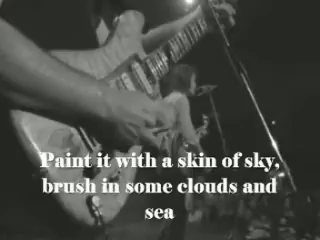 Paint it with a skin of sky,
brush in some clouds and
sea